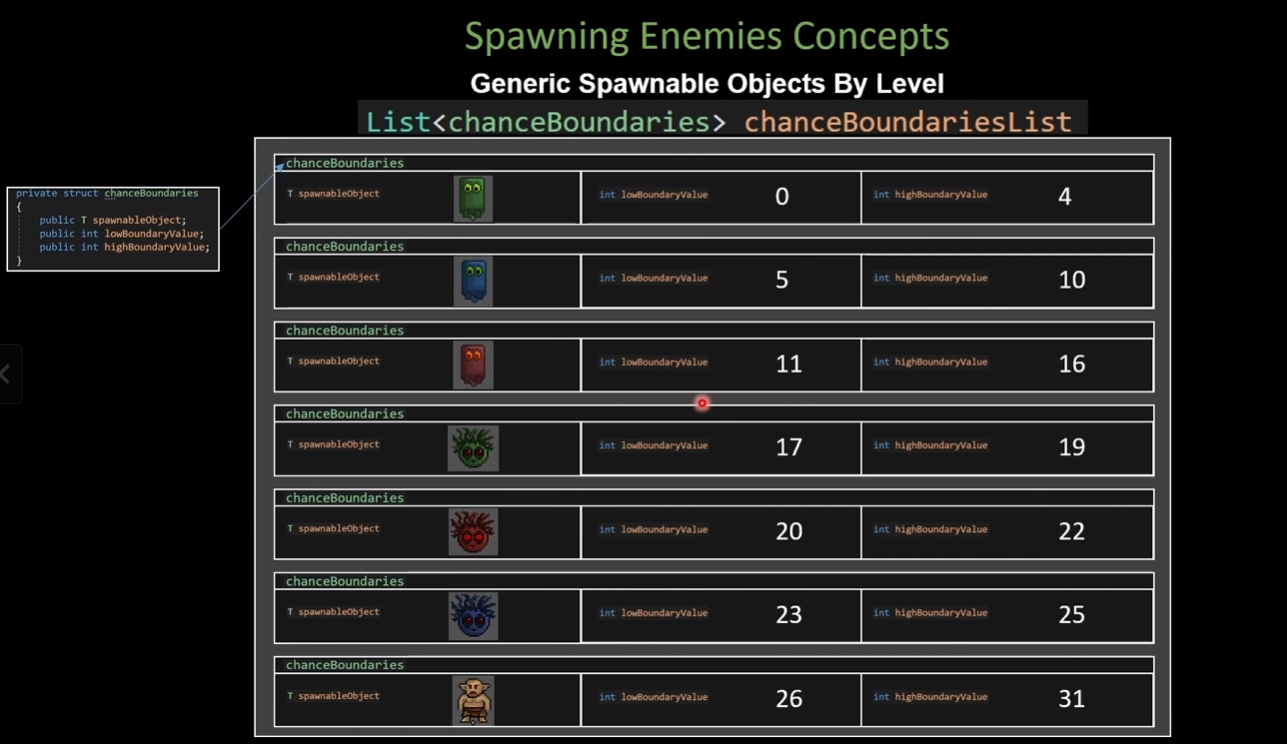 Spawning Enemies Concepts
Generic Spawnable Objects By Level
List<chanceBoundaries> chanceBoundariesList
private struct chanceBoundaries
{
public T spawnableObject;
public int lowBoundaryValue;
public int highBoundaryValue;
}
chanceBoundaries
T spawnableObject int lowBoundaryValue 0 int highBoundaryValue 4
chanceBoundaries
T spawnableObject int lowBoundaryValue 5 int highBoundaryValue 10
chanceBoundaries
T spawnableObject int lowBoundaryValue 11 int highBoundaryValue 16
chanceBoundaries
T spawnableObject int lowBoundaryValue 17 int highBoundaryValue 19
chanceBoundaries
T spawnableObject int lowBoundaryValue 20 int highBoundaryValue 22
chanceBoundaries
T spawnableObject int lowBoundaryValue 23 int highBoundaryValue 25
chanceBoundaries
T spawnableObject int lowBoundaryValue 26 int highBoundaryValue 31